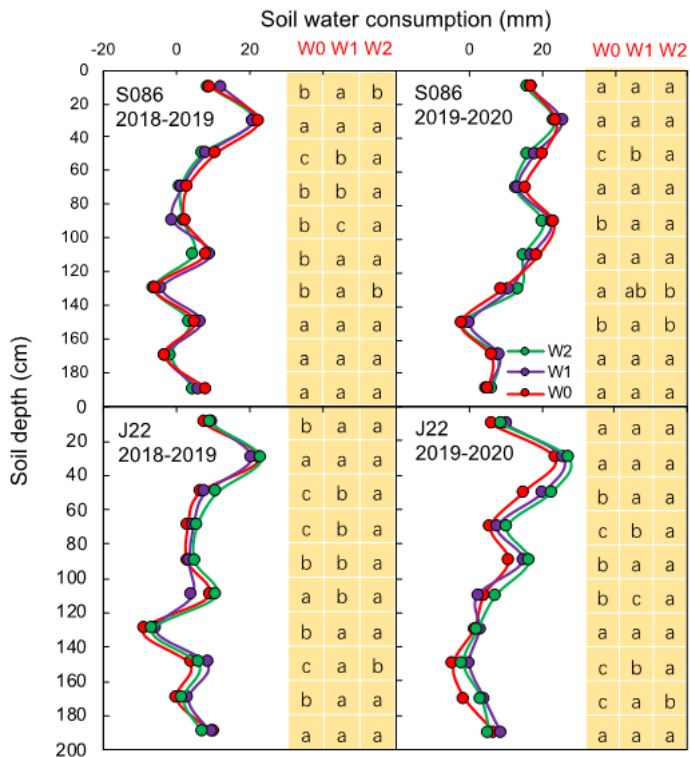 Soil water consumption (mm)
-20 0 20 W0 W1 W2 0 20 W0 W1 W2
Soil depth (cm)
0
20
40
60
80
100
120
140
160
180
0
20
40
60
80
100
120
140
160
180
200
S086
2018-2019
b a b
a a a
c b a
b b a
b c a
b a a
b a b
a a a
a a a
a a a
S086
2019-2020
a a a
a a a
c b a
a a a
b a a
a a a
a ab b
b a b
a a a
a a a
W2
W1
W0
J22
2018-2019
b a a
a a a
c b a
c b a
b b a
a b a
b a a
c a b
b a a
a a a
J22
2019-2020
a a a
a a a
b a a
c b a
b a a
b c a
a a a
c b a
c a b
a a a